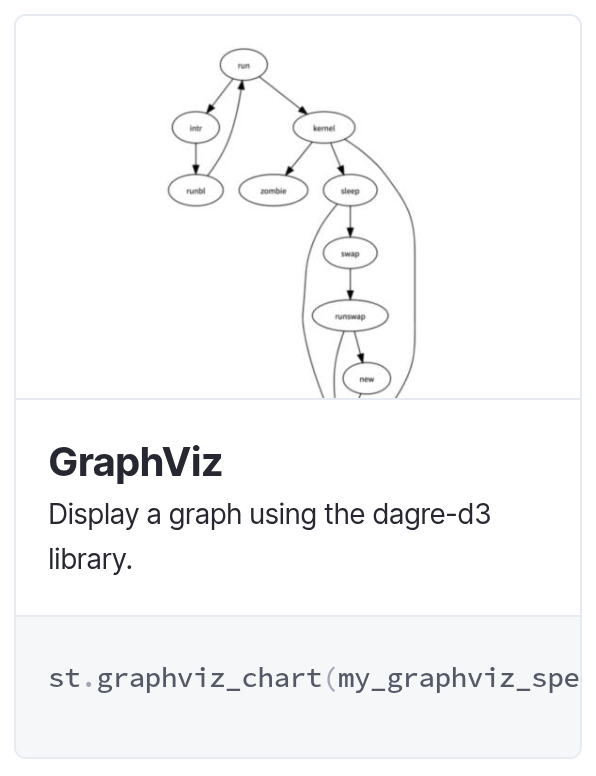 run
intr
kernel
runbl
zombie
sleep
swap
runswap
new
GraphViz
Display a graph using the dagre-d3
library.
st.graphviz_chart(my_graphviz_spe